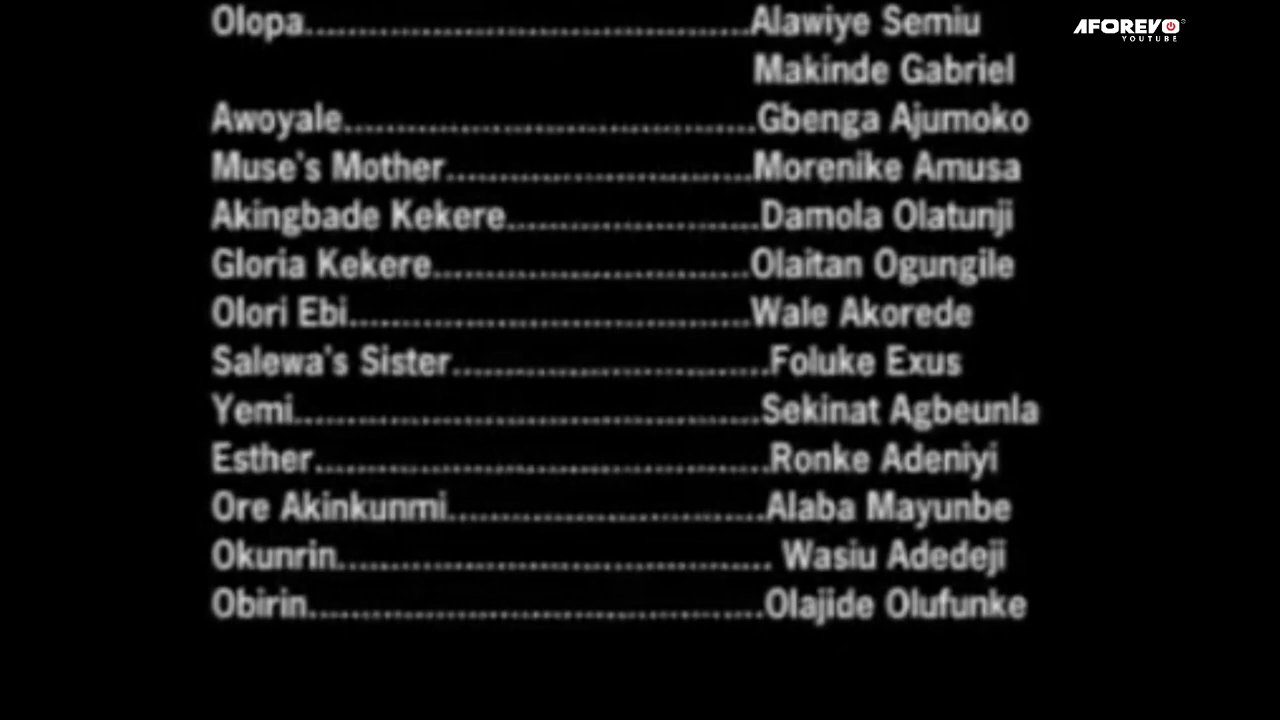 Olopa..........................................Alawiye Semiu
Makinde Gabriel
Awoyale.......................................Gbenga Ajumoko
Muse's Mother.............................Morenike Amusa
Akingbade Kekere........................Damola Olatunji
Gloria Kekere..............................Olaitan Ogungile
Olori Ebi......................................Wale Akorede
Salewa's Sister..............................Foluke Exus
Yemi............................................Sekinat Agbeunla
Esther...........................................Ronke Adeniyi
Ore Akinkunmi..............................Alaba Mayunbe
Okunrin......................................... Wasiu Adedeji
Obirin...........................................Olajide Olufunke
AFOREVO
YOUTUBE